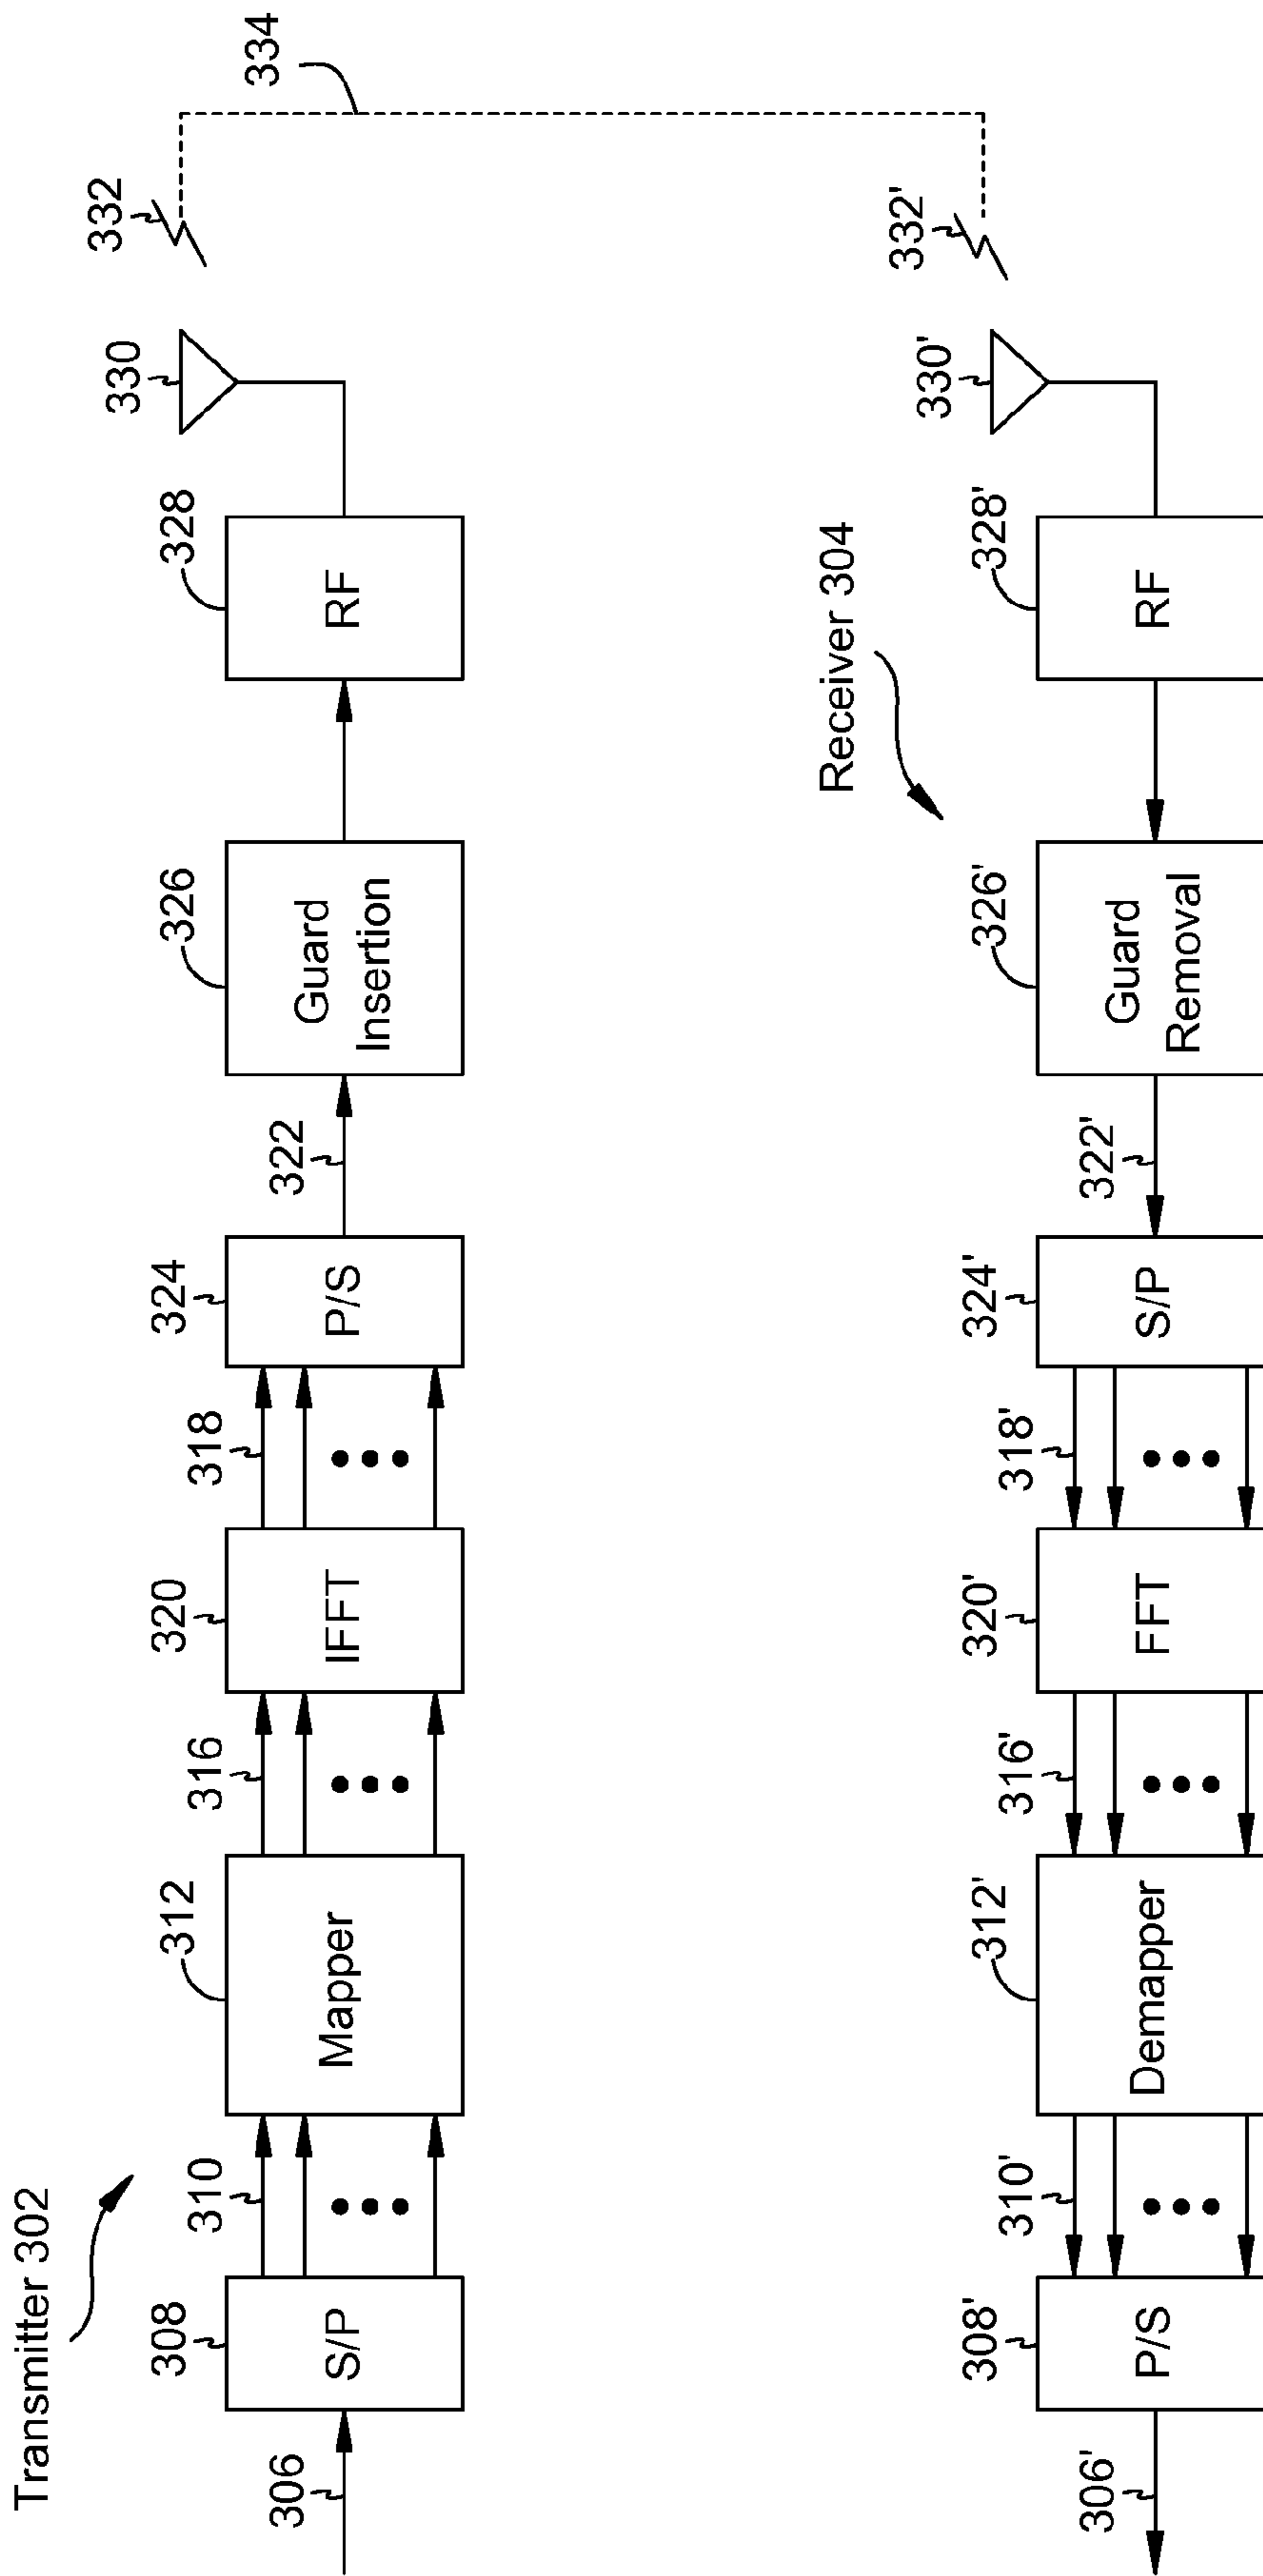 Transmitter 302
306
308
S/P
310
312
Mapper
316
320
IFFT
318
324
P/S
322
326
Guard
Insertion
328
RF
330
332
334
Receiver 304
306'
308'
P/S
310'
312'
Demapper
316'
320'
FFT
318'
324'
S/P
322'
326'
Guard
Removal
328'
RF
330'
332'